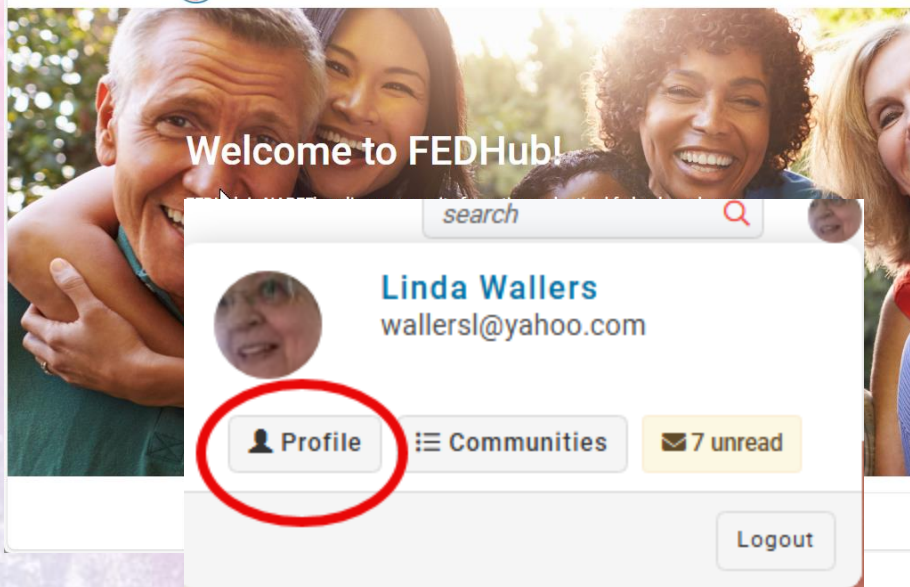 Welcome to FEDHub!
search
Linda Wallers
wallersl@yahoo.com
Profile
Communities
7 unread
Logout